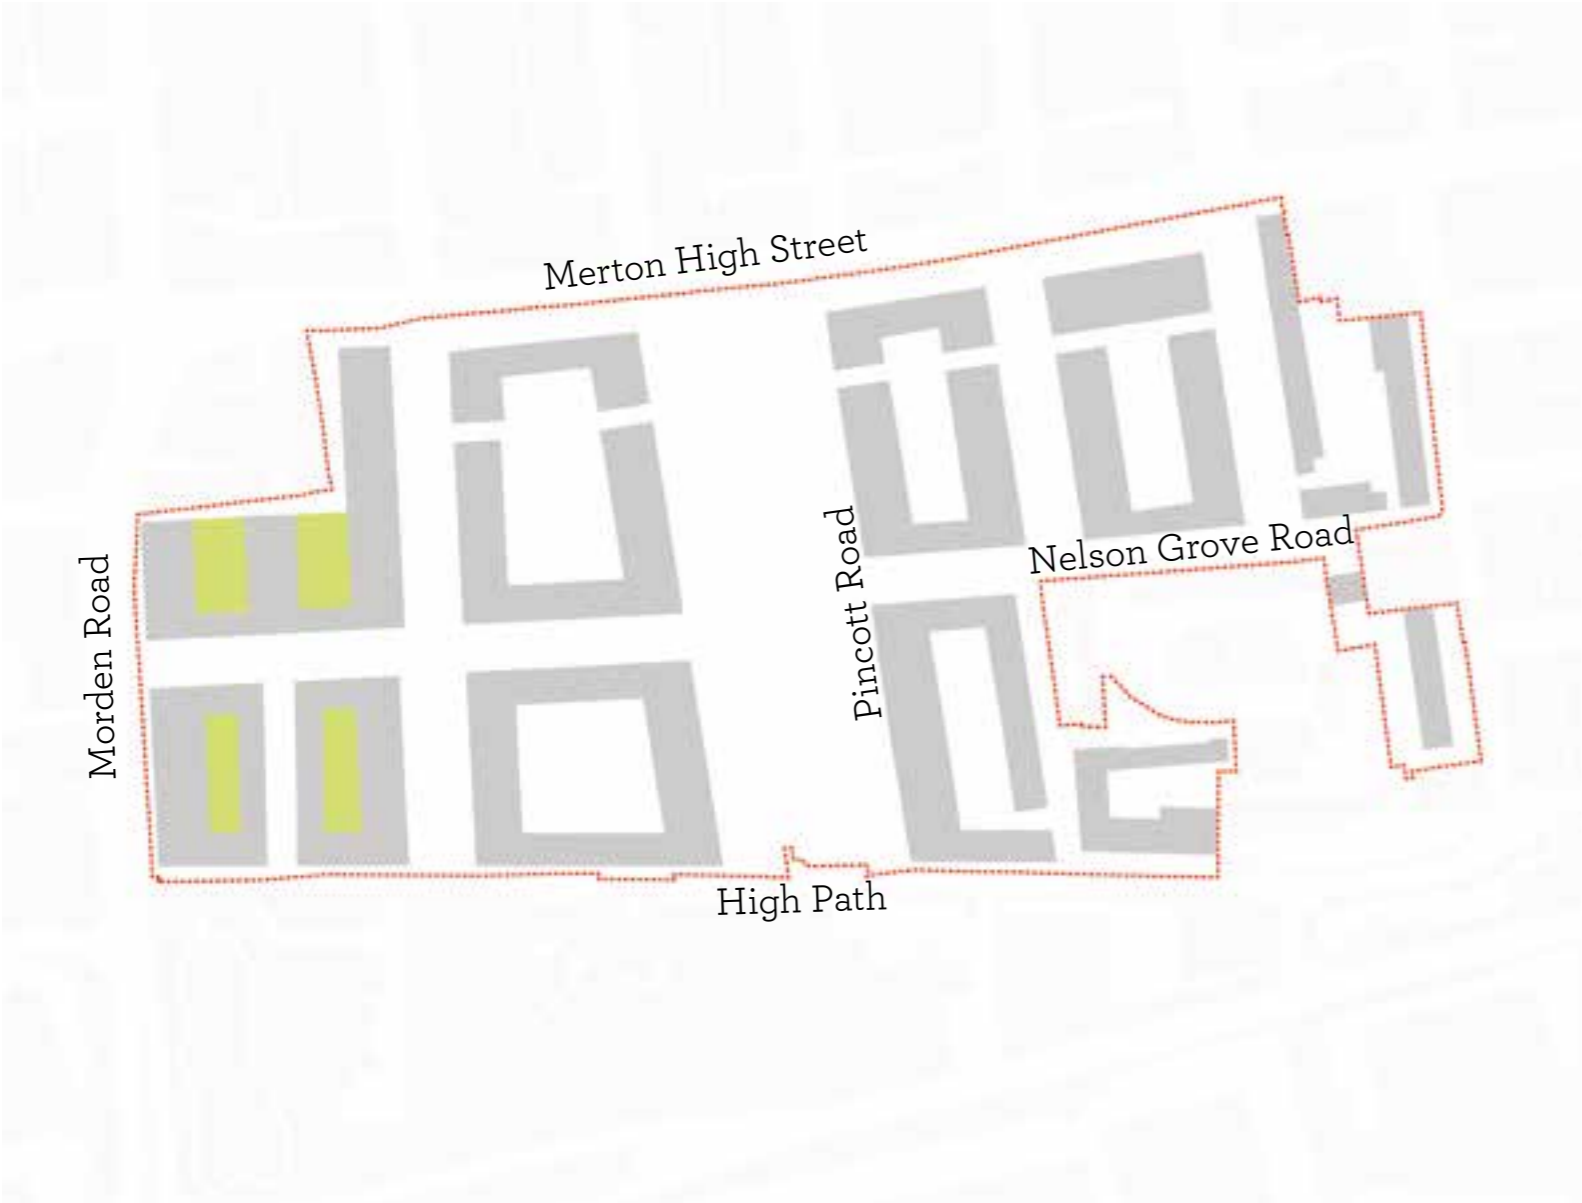 Merton High Street
Morden Road
Pincott Road
Nelson Grove Road
High Path